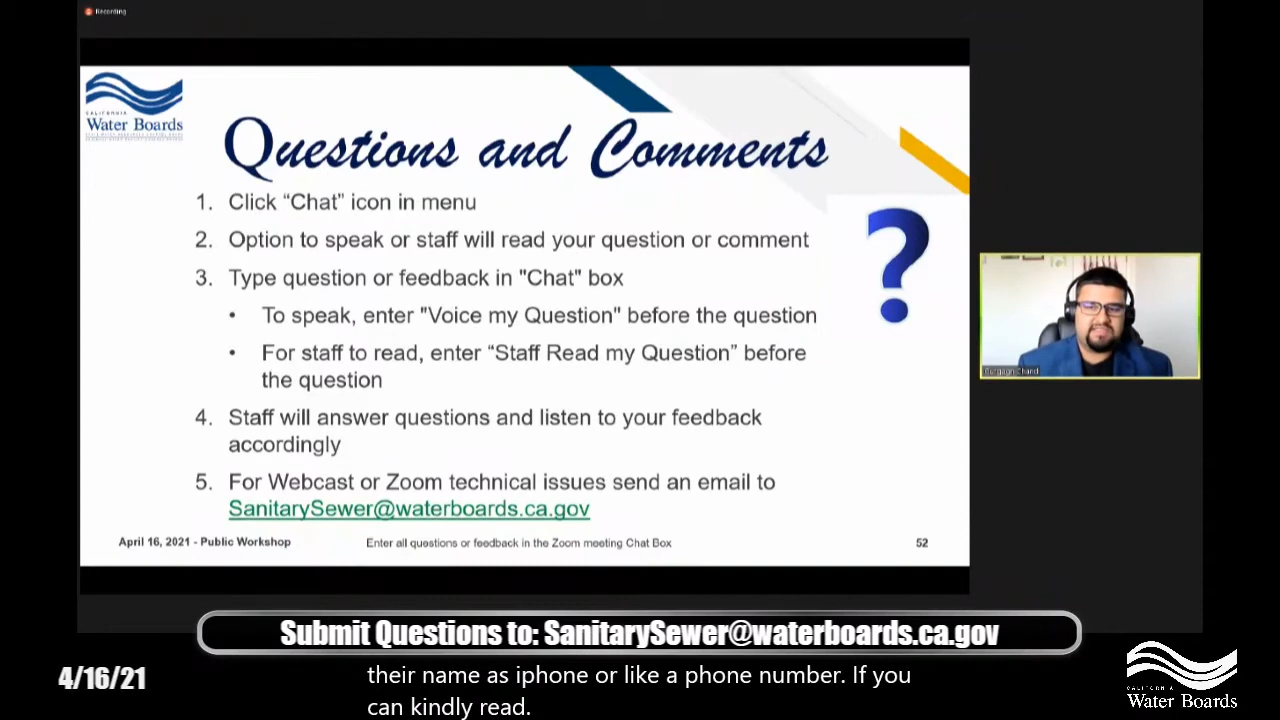 Recording
CALIFORNIA
Water Boards
Questions and Comments
1. Click “Chat” icon in menu
2. Option to speak or staff will read your question or comment
3. Type question or feedback in "Chat" box
• To speak, enter "Voice my Question" before the question
• For staff to read, enter “Staff Read my Question” before
the question
4. Staff will answer questions and listen to your feedback
accordingly
5. For Webcast or Zoom technical issues send an email to
SanitarySewer@waterboards.ca.gov
April 16, 2021 - Public Workshop
Enter all questions or feedback in the Zoom meeting Chat Box
52
Chand
Submit Questions to: SanitarySewer@waterboards.ca.gov
4/16/21
their name as iphone or like a phone number. If you
can kindly read.
CALIFORNIA
Water Boards